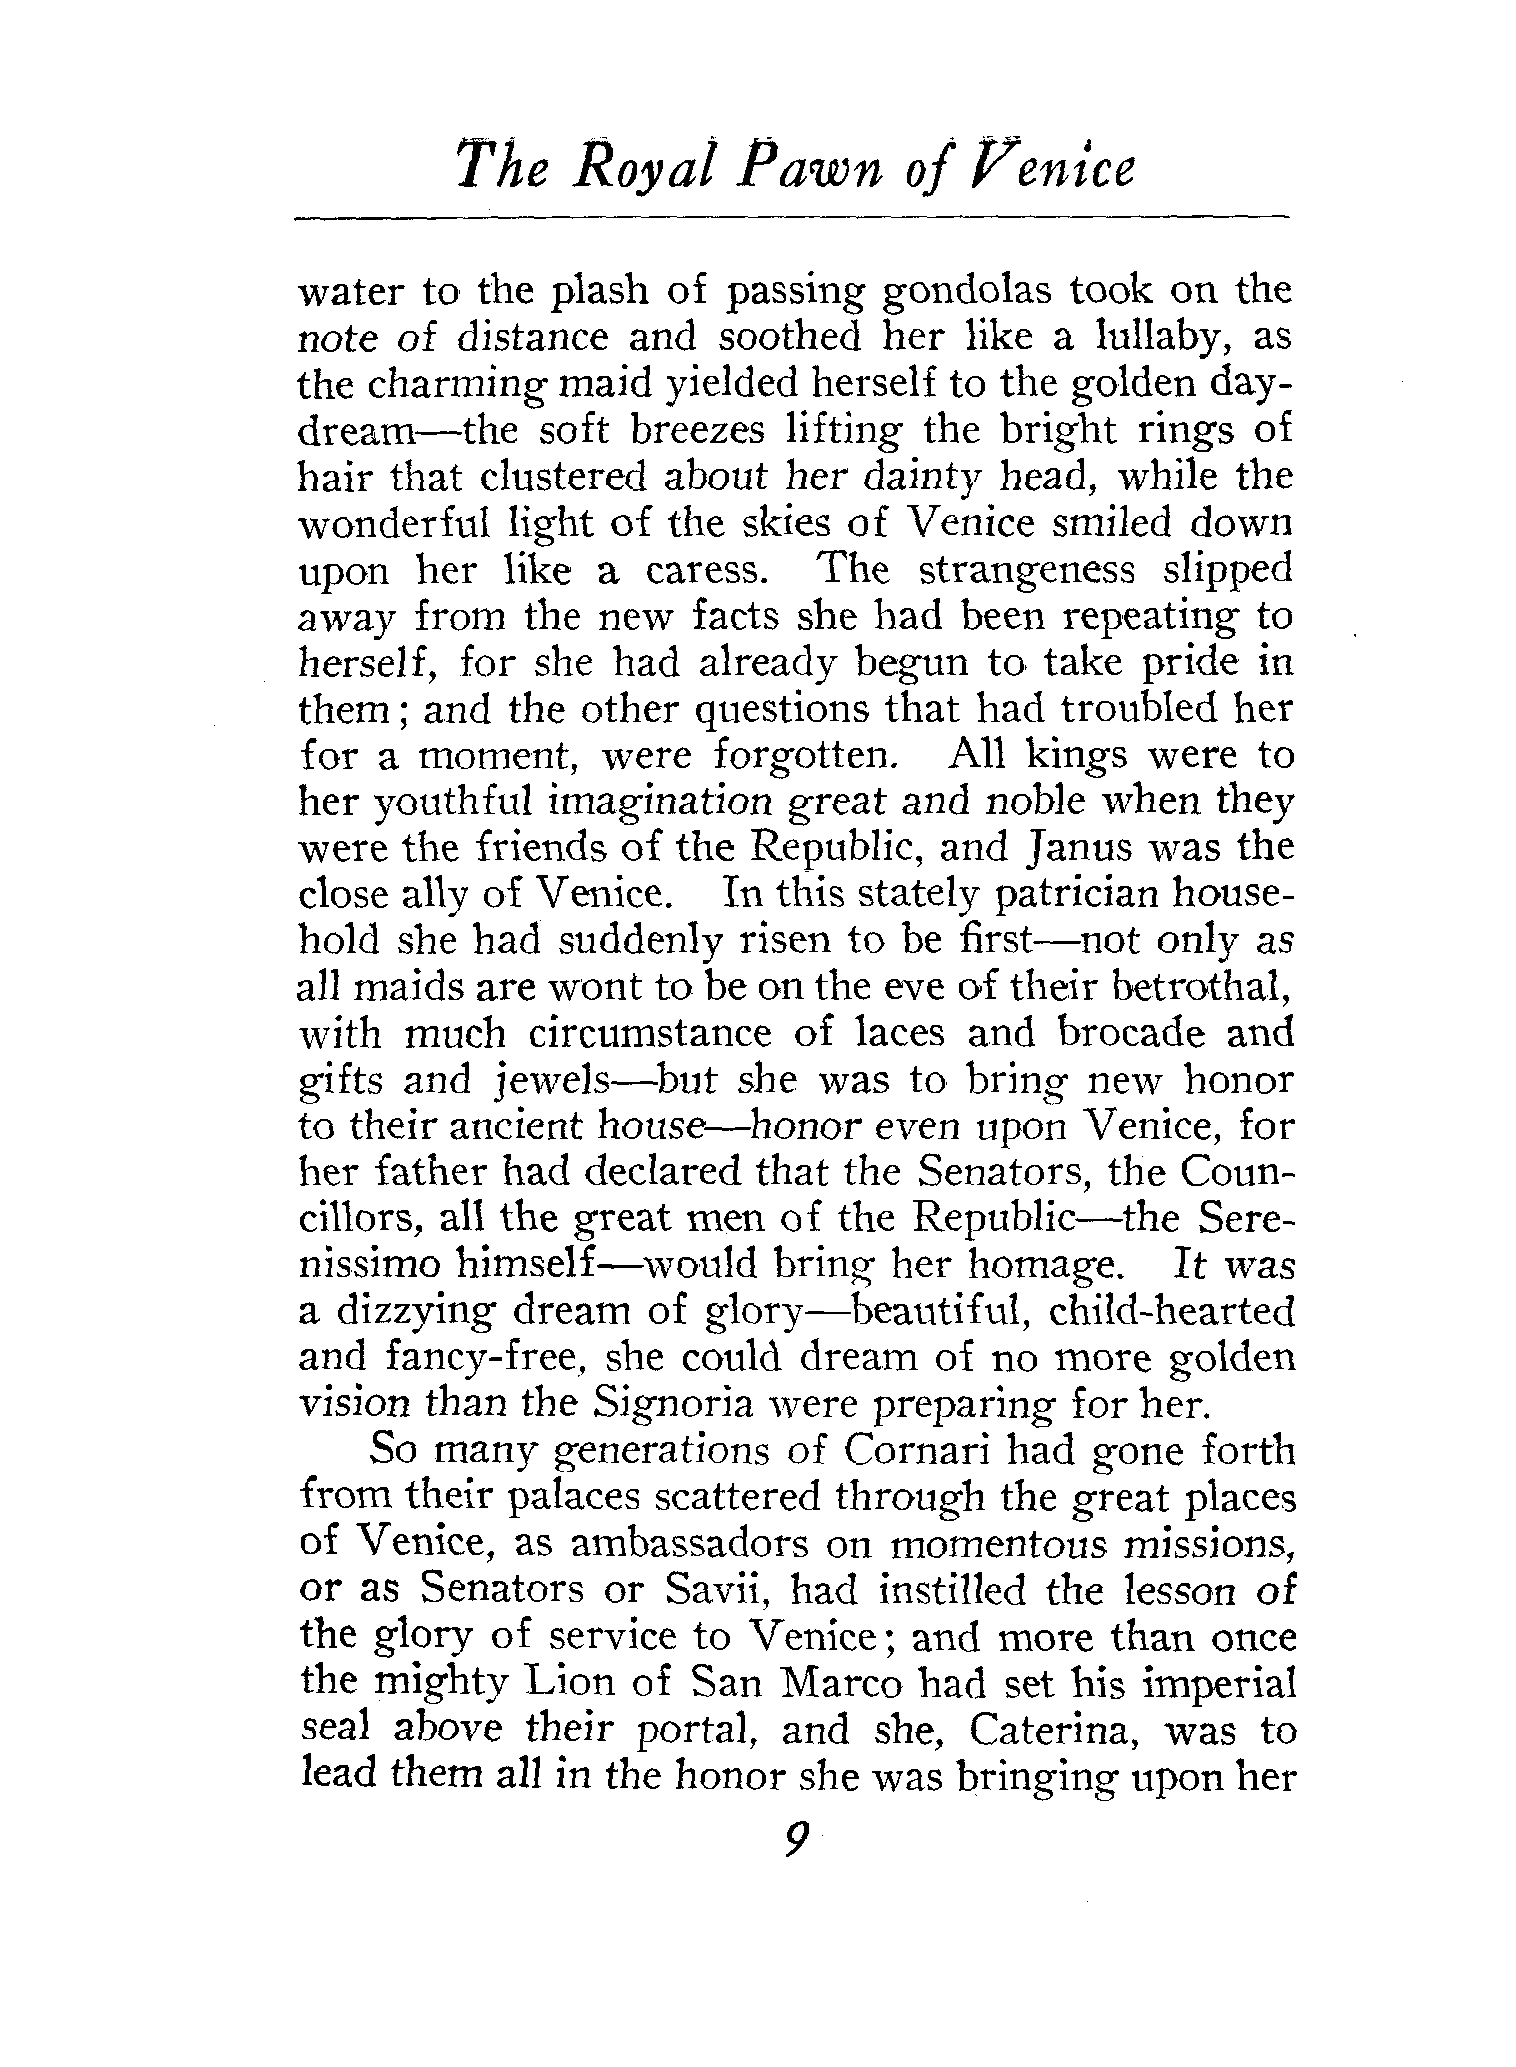 The Royal Pawn of Venice
water to the plash of passing gondolas took on the
note of distance and soothed her like a lullaby, as
the charming maid yielded herself to the golden day-
dream—the soft breezes lifting the bright rings of
hair that clustered about her dainty head, while the
wonderful light of the skies of Venice smiled down
upon her like a caress. The strangeness slipped
away from the new facts she had been repeating to
herself, for she had already begun to take pride in
them; and the other questions that had troubled her
for a moment, were forgotten. All kings were to
her youthful imagination great and noble when they
were the friends of the Republic, and Janus was the
close ally of Venice. In this stately patrician house-
hold she had suddenly risen to be first—not only as
all maids are wont to be on the eve of their betrothal,
with much circumstance of laces and brocade and
gifts and jewels—but she was to bring new honor
to their ancient house—honor even upon Venice, for
her father had declared that the Senators, the Coun-
cillors, all the great men of the Republic—the Sere-
nissimo himself—would bring her homage. It was
a dizzying dream of glory—beautiful, child-hearted
and fancy-free, she could dream of no more golden
vision than the Signoria were preparing for her.
So many generations of Cornari had gone forth
from their palaces scattered through the great places
of Venice, as ambassadors on momentous missions,
or as Senators or Savii, had instilled the lesson of
the glory of service to Venice; and more than once
the mighty Lion of San Marco had set his imperial
seal above their portal, and she, Caterina, was to
lead them all in the honor she was bringing upon her
9